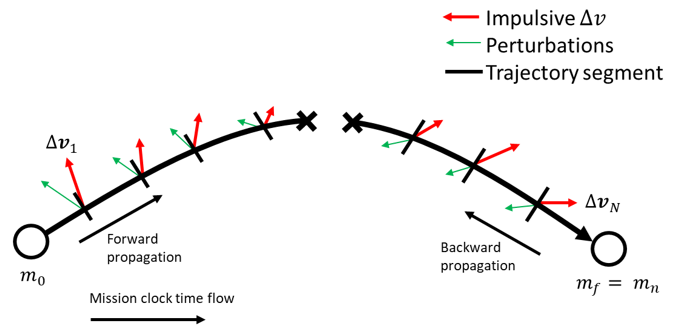 Impulsive Δv
Perturbations
Trajectory segment
Δv₁
Δv_N
Forward
propagation
Backward
propagation
m₀
m_f = m_n
Mission clock time flow